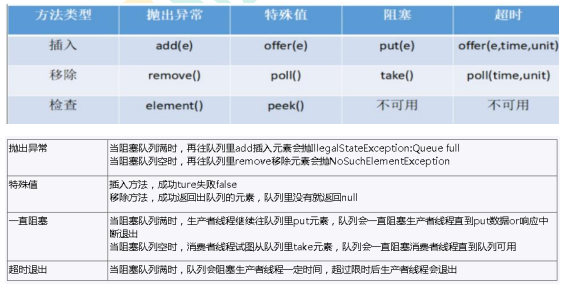 方法类型 抛出异常 特殊值 阻塞 超时
插入 add(e) offer(e) put(e) offer(e,time,unit)
移除 remove() poll() take() poll(time,unit)
检查 element() peek() 不可用 不可用
抛出异常 当阻塞队列满时，再往队列里add插入元素会抛IllegalStateException:Queue full
当阻塞队列空时，再往队列里remove移除元素会抛NoSuchElementException
特殊值 插入方法，成功ture失败false
移除方法，成功返回出队列的元素，队列里没有就返回null
一直阻塞 当阻塞队列满时，生产者线程继续往队列里put元素，队列会一直阻塞生产者线程直到put数据or响应中
断退出
当阻塞队列空时，消费者线程试图从队列里take元素，队列会一直阻塞消费者线程直到队列可用
超时退出 当阻塞队列满时，队列会阻塞生产者线程一定时间，超过限时后生产者线程会退出